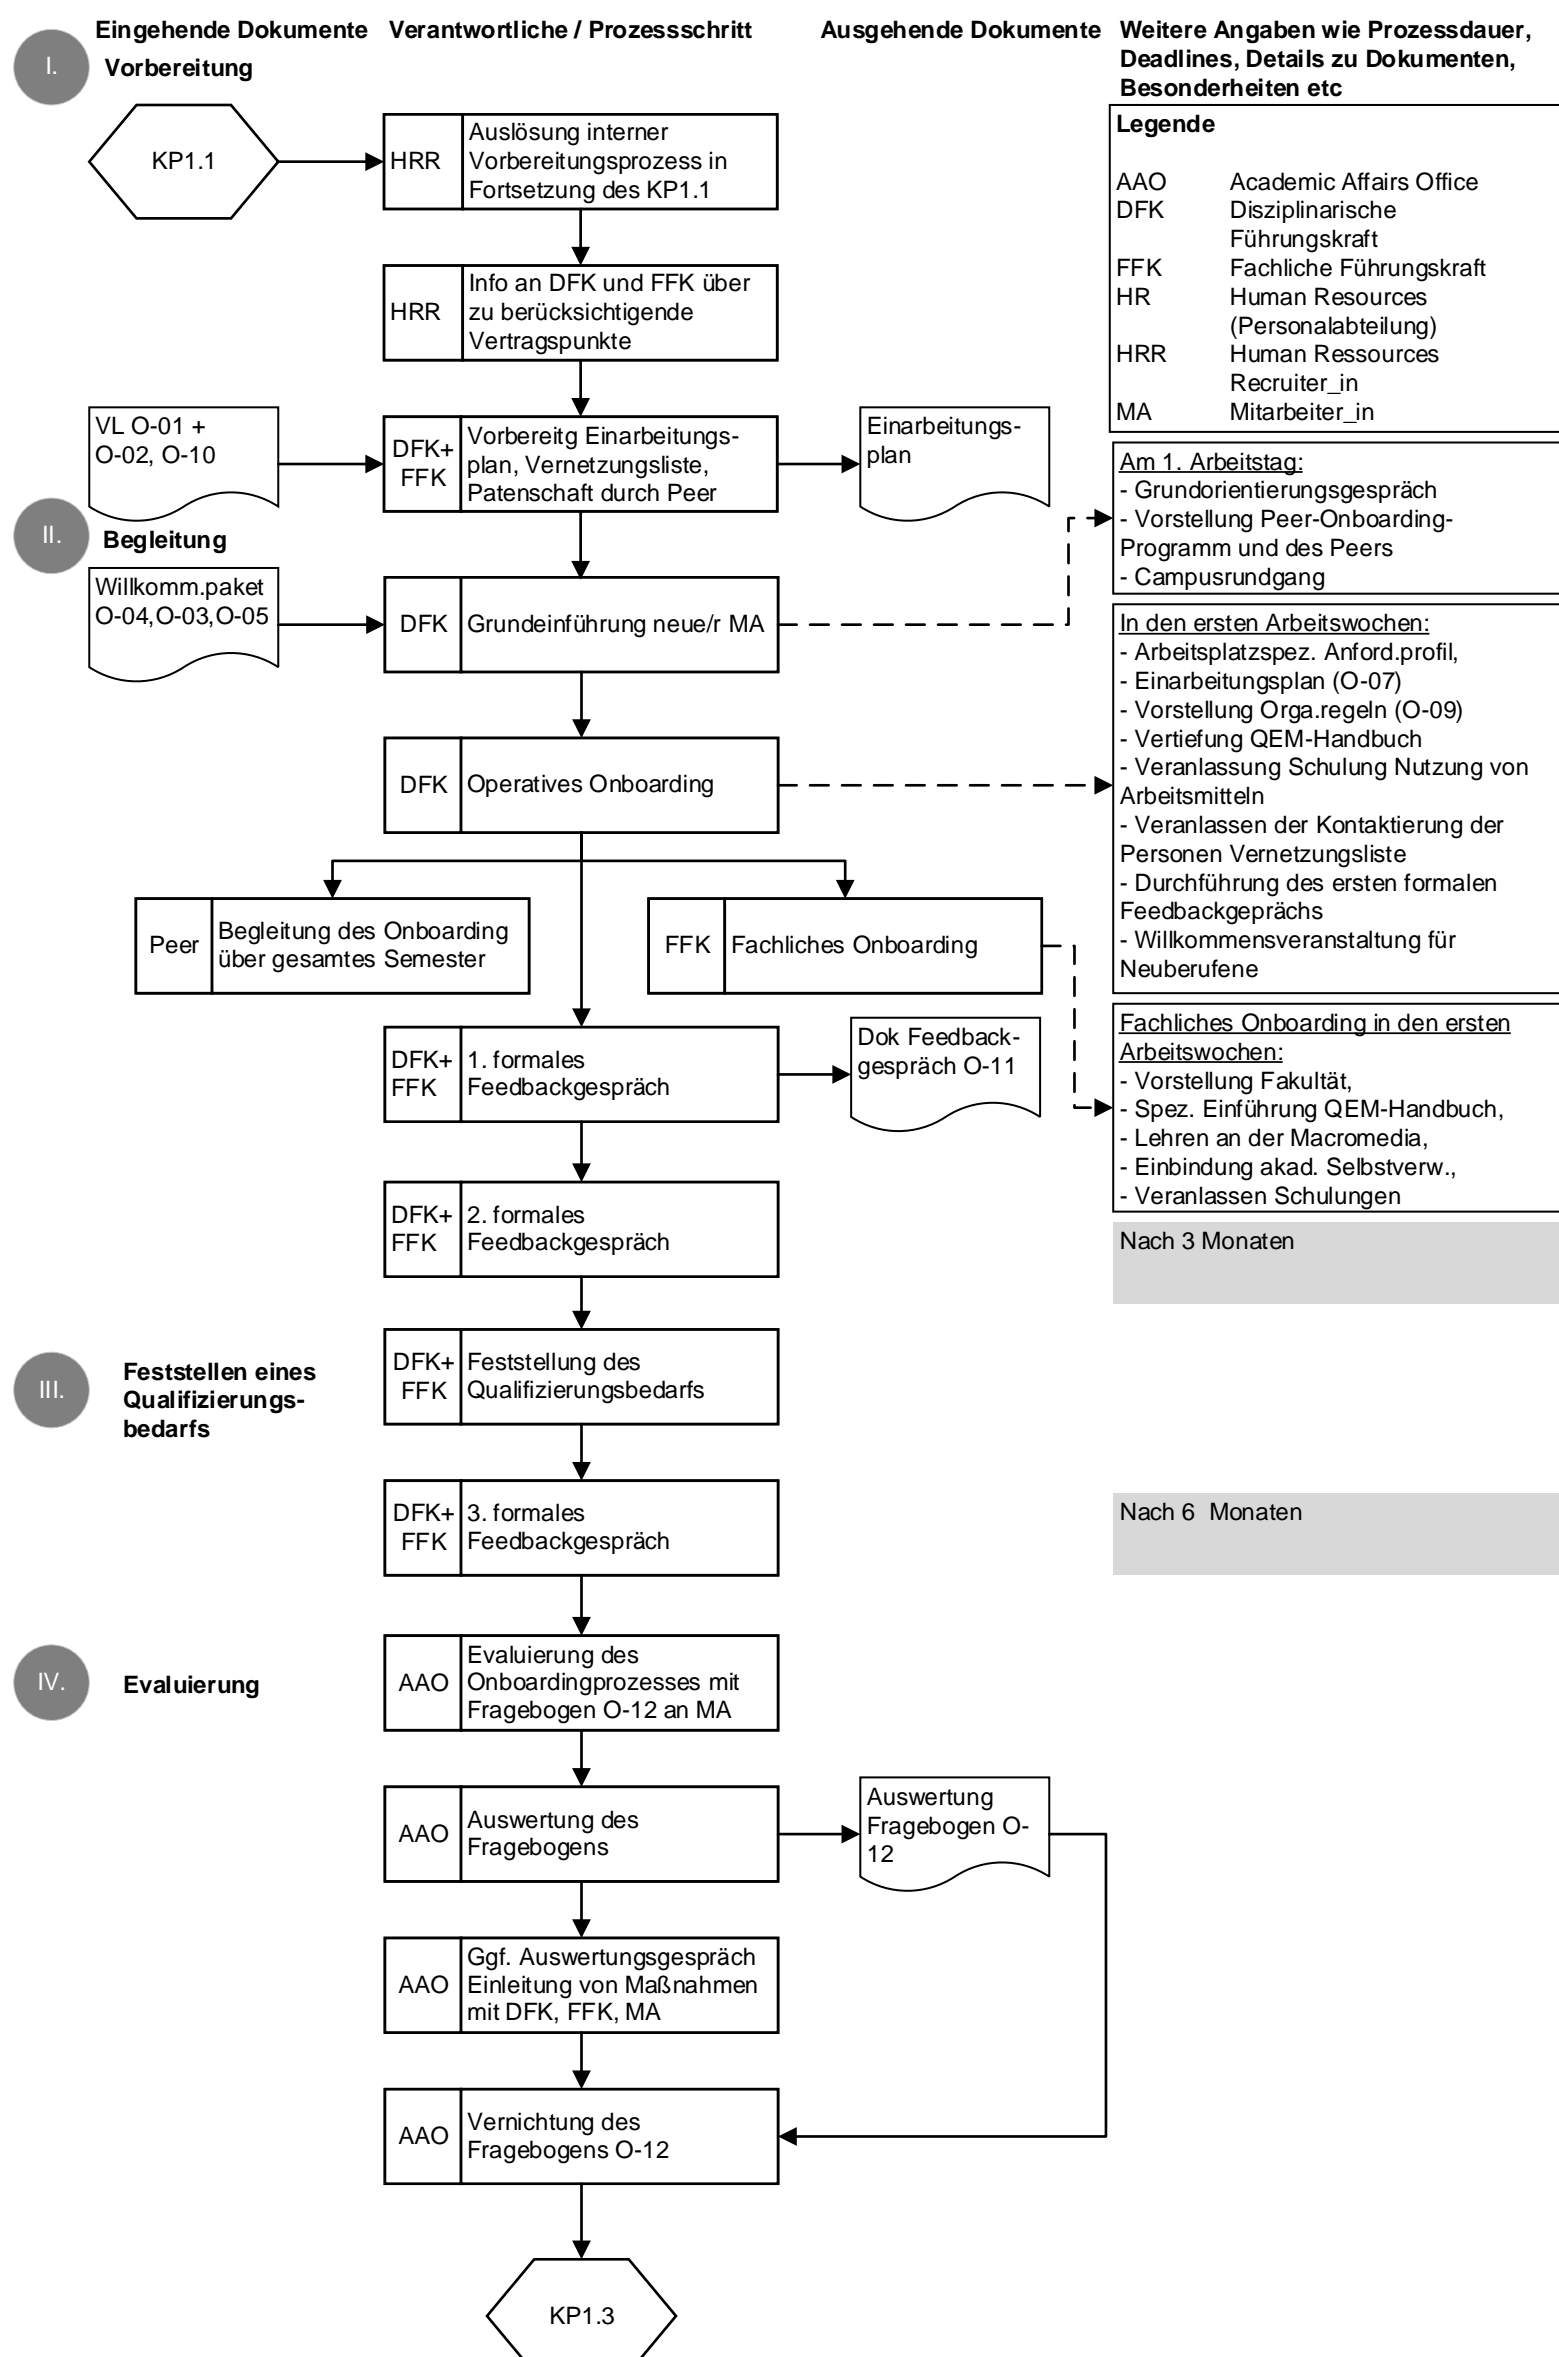 Eingehende Dokumente
Verantwortliche / Prozessschritt
Ausgehende Dokumente
Weitere Angaben wie Prozessdauer,
Deadlines, Details zu Dokumenten,
Besonderheiten etc
I.
Vorbereitung
Legende
AAO Academic Affairs Office
DFK Disziplinarische
Führungskraft
FFK Fachliche Führungskraft
HR Human Resources
(Personalabteilung)
HRR Human Ressources
Recruiter_in
MA Mitarbeiter_in
KP1.1
HRR
Auslösung interner
Vorbereitungsprozess in
Fortsetzung des KP1.1
HRR
Info an DFK und FFK über
zu berücksichtigende
Vertragspunkte
VL O-01 +
O-02, O-10
DFK+
FFK
Vorbereitg Einarbeitungs-
plan, Vernetzungsliste,
Patenschaft durch Peer
Einarbeitungs-
plan
Am 1. Arbeitstag:
- Grundorientierungsgespräch
- Vorstellung Peer-Onboarding-
Programm und des Peers
- Campusrundgang
II.
Begleitung
Willkomm.paket
O-04,O-03,O-05
DFK
Grundeinführung neue/r MA
In den ersten Arbeitswochen:
- Arbeitsplatzspez. Anford.profil,
- Einarbeitungsplan (O-07)
- Vorstellung Orga.regeln (O-09)
- Vertiefung QEM-Handbuch
- Veranlassung Schulung Nutzung von
Arbeitsmitteln
- Veranlassen der Kontaktierung der
Personen Vernetzungsliste
- Durchführung des ersten formalen
Feedbackgeprächs
- Willkommensveranstaltung für
Neuberufene
DFK
Operatives Onboarding
Peer
Begleitung des Onboarding
über gesamtes Semester
FFK
Fachliches Onboarding
Fachliches Onboarding in den ersten
Arbeitswochen:
- Vorstellung Fakultät,
- Spez. Einführung QEM-Handbuch,
- Lehren an der Macromedia,
- Einbindung akad. Selbstverw.,
- Veranlassen Schulungen
DFK+
FFK
1. formales
Feedbackgespräch
Dok Feedback-
gespräch O-11
DFK+
FFK
2. formales
Feedbackgespräch
Nach 3 Monaten
III.
Feststellen eines
Qualifizierungs-
bedarfs
DFK+
FFK
Feststellung des
Qualifizierungsbedarfs
DFK+
FFK
3. formales
Feedbackgespräch
Nach 6 Monaten
IV.
Evaluierung
AAO
Evaluierung des
Onboardingprozesses mit
Fragebogen O-12 an MA
AAO
Auswertung des
Fragebogens
Auswertung
Fragebogen O-
12
AAO
Ggf. Auswertungsgespräch
Einleitung von Maßnahmen
mit DFK, FFK, MA
AAO
Vernichtung des
Fragebogens O-12
KP1.3